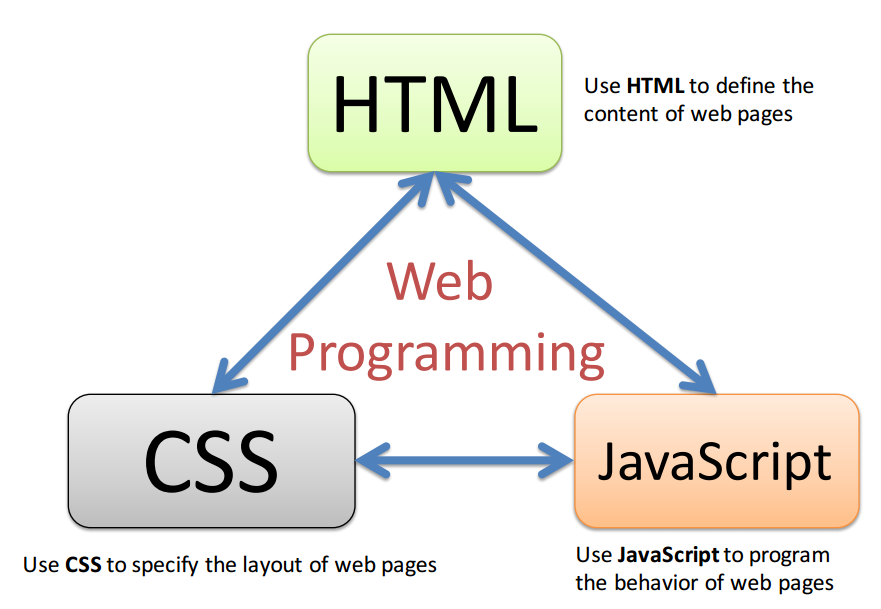 HTML
Use HTML to define the
content of web pages
Web
Programming
CSS
JavaScript
Use CSS to specify the layout of web pages
Use JavaScript to program
the behavior of web pages